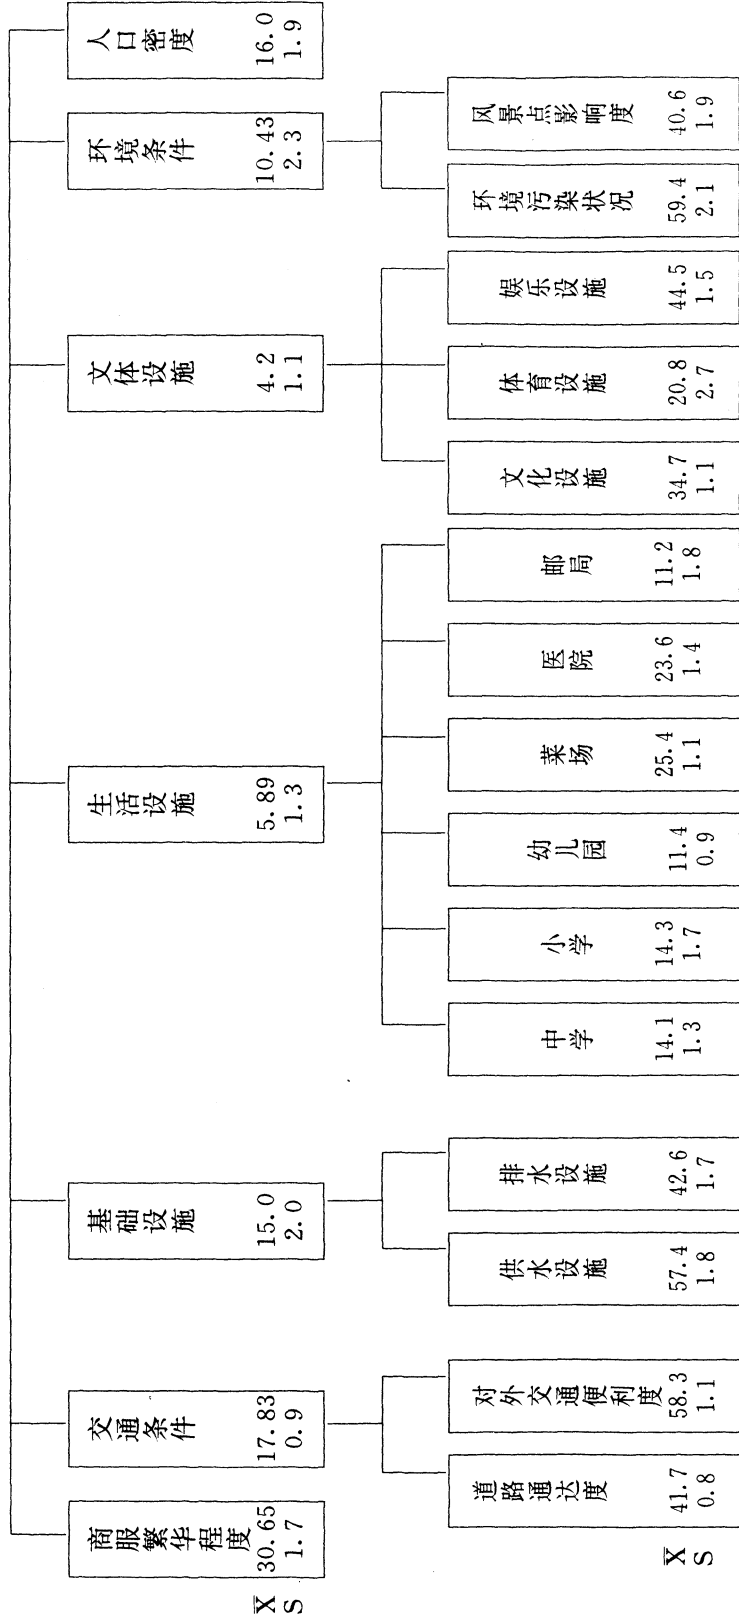 商服繁华程度
30.65
1.7
交通条件
17.83
0.9
基础设施
15.0
2.0
生活设施
5.89
1.3
文体设施
4.2
1.1
环境条件
10.43
2.3
人口密度
16.0
1.9
X̄
S
道路通达度
41.7
0.8
对外交通便利度
58.3
1.1
供水设施
57.4
1.8
排水设施
42.6
1.7
中学
14.1
1.3
小学
14.3
1.7
幼儿园
11.4
0.9
菜场
25.4
1.1
医院
23.6
1.4
邮局
11.2
1.8
文化设施
34.7
1.1
体育设施
20.8
2.7
娱乐设施
44.5
1.5
环境污染状况
59.4
2.1
风景点影响度
40.6
1.9
X̄
S